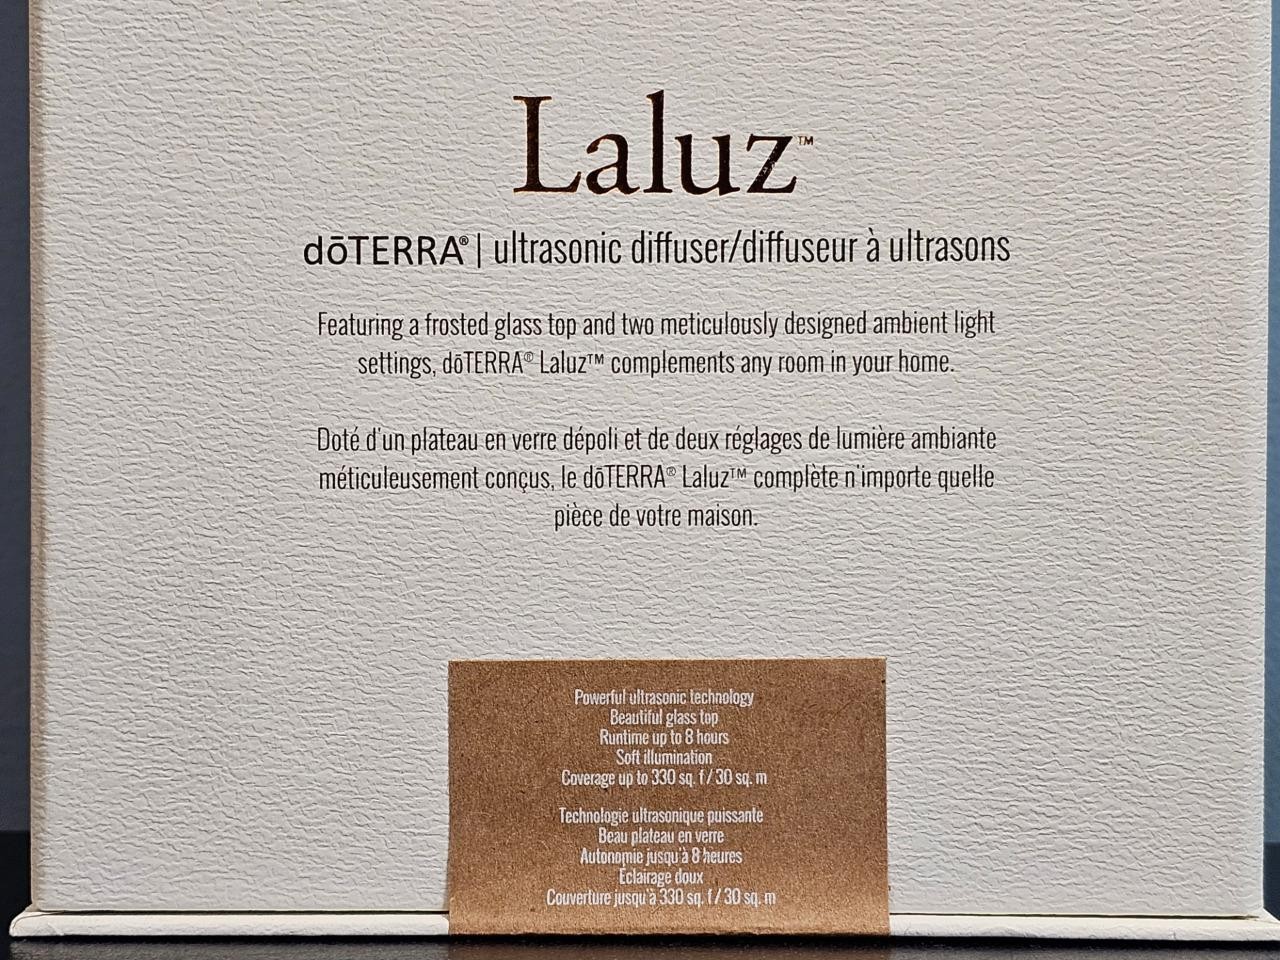 Laluz™
dōTERRA® | ultrasonic diffuser/diffuseur à ultrasons
Featuring a frosted glass top and two meticulously designed ambient light
settings, dōTERRA® Laluz™ complements any room in your home.
Doté d'un plateau en verre dépoli et de deux réglages de lumière ambiante
méticuleusement conçus, le dōTERRA® Laluz™ complète n'importe quelle
pièce de votre maison.
Powerful ultrasonic technology
Beautiful glass top
Runtime up to 8 hours
Soft illumination
Coverage up to 330 sq. f / 30 sq. m
Technologie ultrasonique puissante
Beau plateau en verre
Autonomie jusqu'à 8 heures
Éclairage doux
Couverture jusqu'à 330 sq. f / 30 sq. m